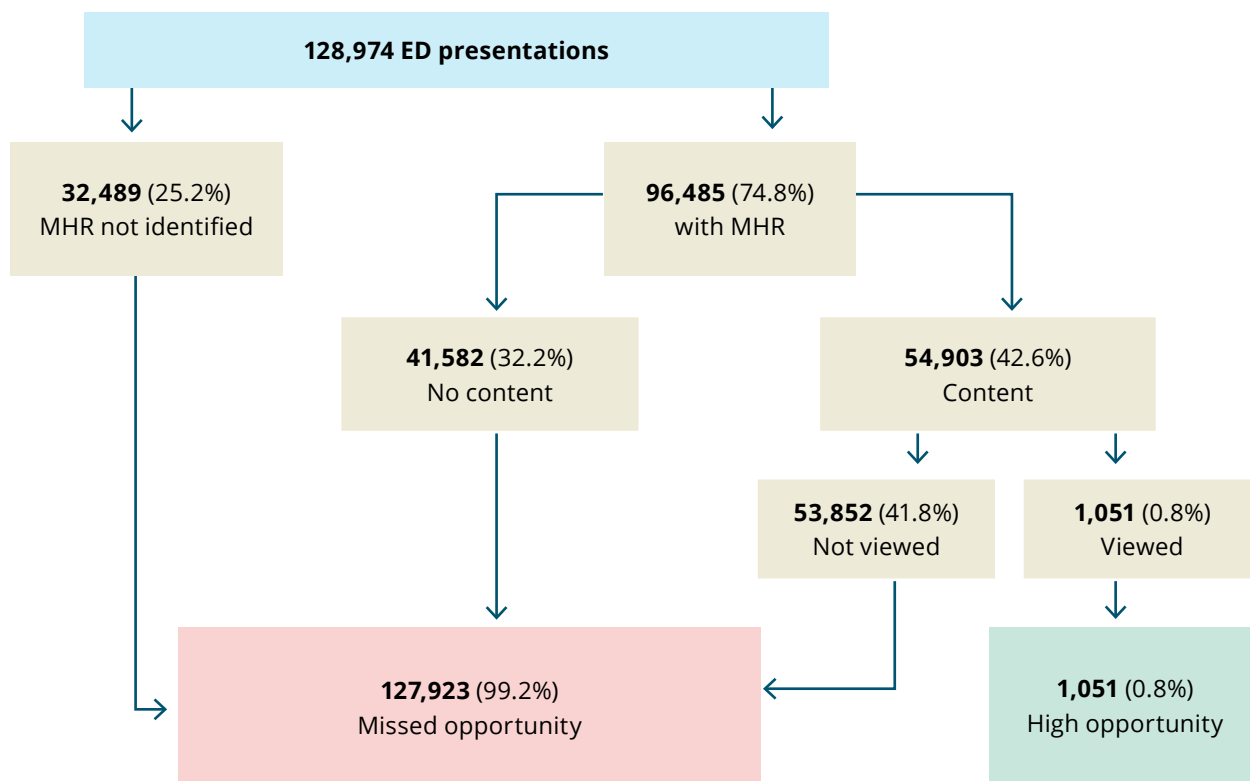 128,974 ED presentations
32,489 (25.2%)
MHR not identified
96,485 (74.8%)
with MHR
41,582 (32.2%)
No content
54,903 (42.6%)
Content
53,852 (41.8%)
Not viewed
1,051 (0.8%)
Viewed
127,923 (99.2%)
Missed opportunity
1,051 (0.8%)
High opportunity